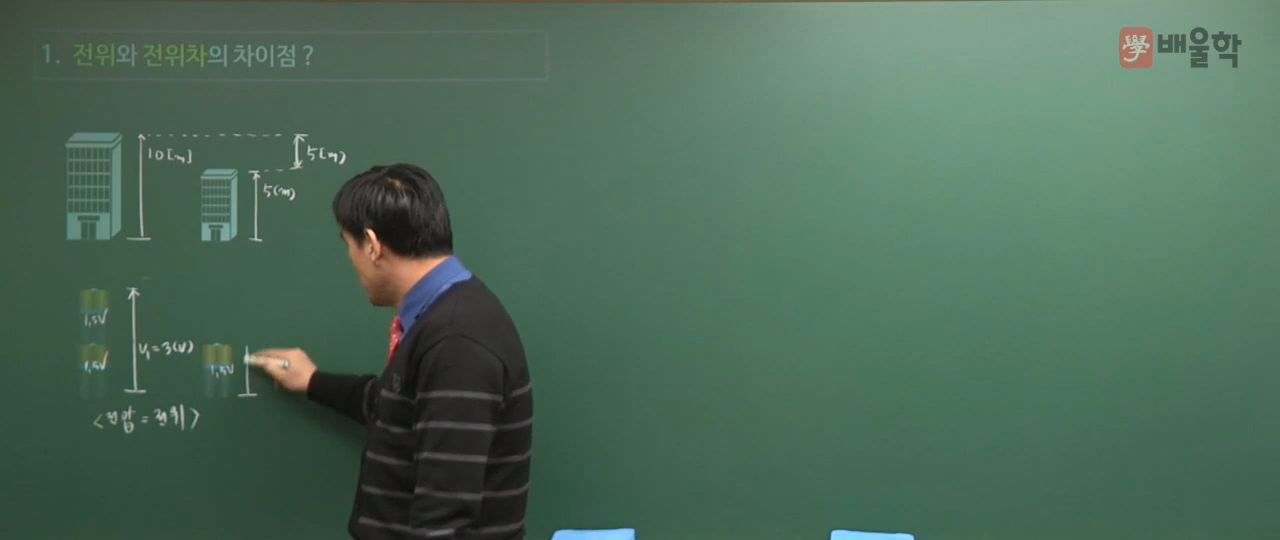 1. 전위와 전위차의 차이점 ?
學 배울학
10[m]
5[m]
5[m]
1.5V
1.5V
V₁=3[V]
1.5V
<전압=전위>